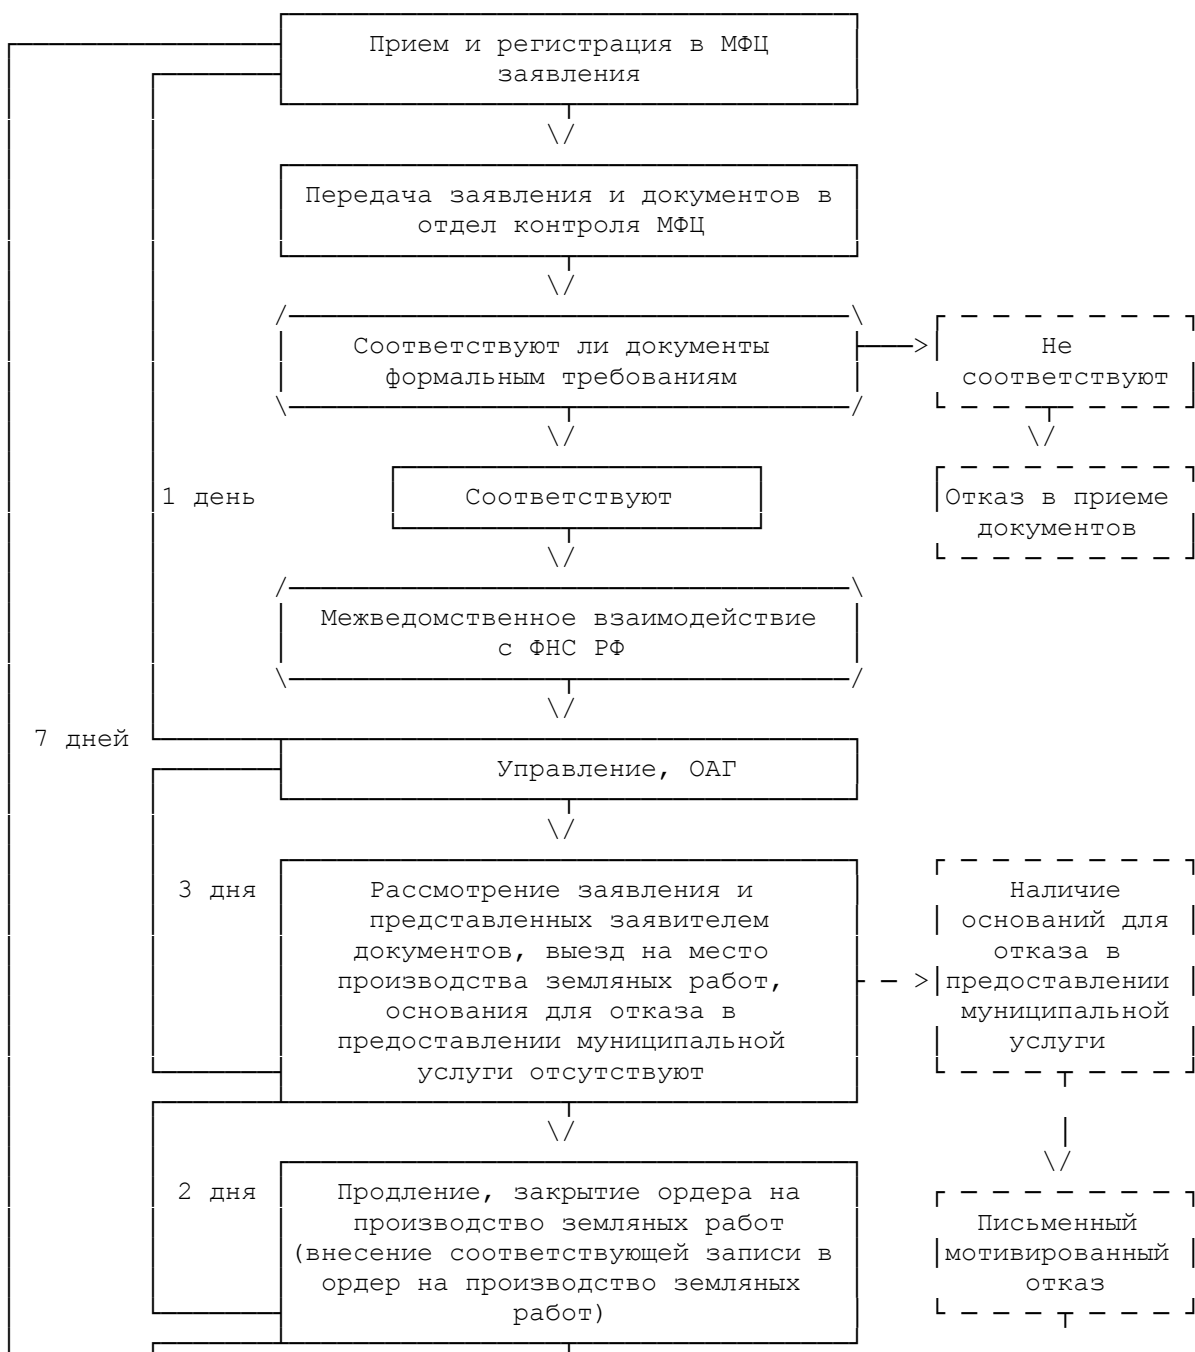 Прием и регистрация в МФЦ
заявления
Передача заявления и документов в
отдел контроля МФЦ
Соответствуют ли документы
формальным требованиям
Не
соответствуют
1 день
Соответствуют
Отказ в приеме
документов
Межведомственное взаимодействие
с ФНС РФ
7 дней
Управление, ОАГ
3 дня
Рассмотрение заявления и
представленных заявителем
документов, выезд на место
производства земляных работ,
основания для отказа в
предоставлении муниципальной
услуги отсутствуют
Наличие
оснований для
отказа в
предоставлении
муниципальной
услуги
2 дня
Продление, закрытие ордера на
производство земляных работ
(внесение соответствующей записи в
ордер на производство земляных
работ)
Письменный
мотивированный
отказ